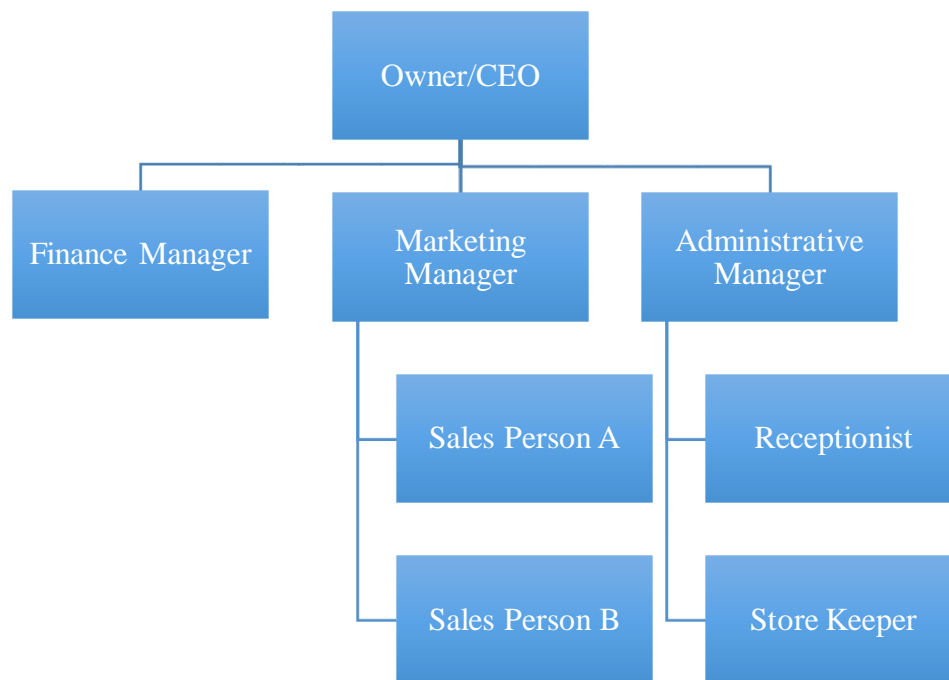 Owner/CEO
Finance Manager
Marketing
Manager
Administrative
Manager
Sales Person A
Receptionist
Sales Person B
Store Keeper